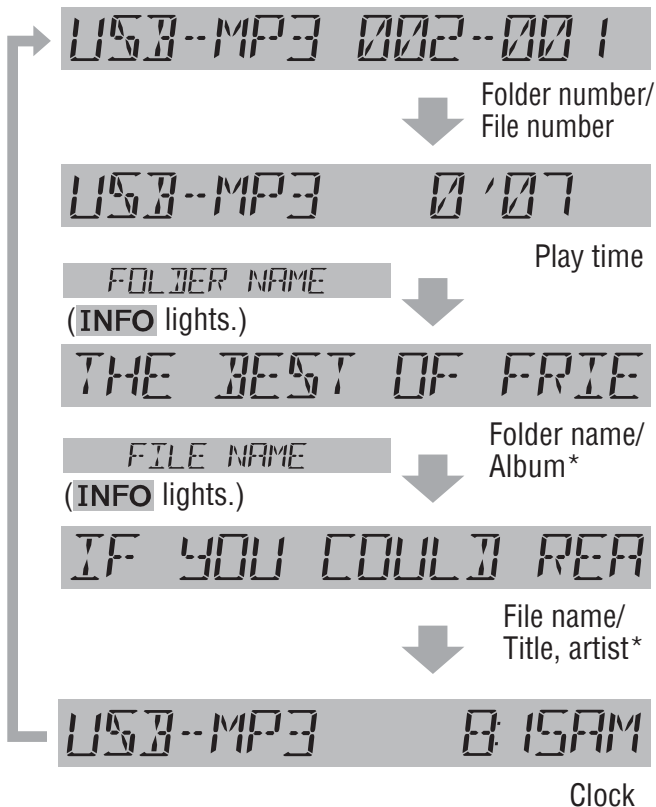 USB-MP3 002-001
Folder number/
File number
USB-MP3 0'07
Play time
FOLDER NAME
(INFO lights.)
THE BEST OF FRIE
Folder name/
Album*
FILE NAME
(INFO lights.)
IF YOU COULD REA
File name/
Title, artist*
USB-MP3 8:15AM
Clock